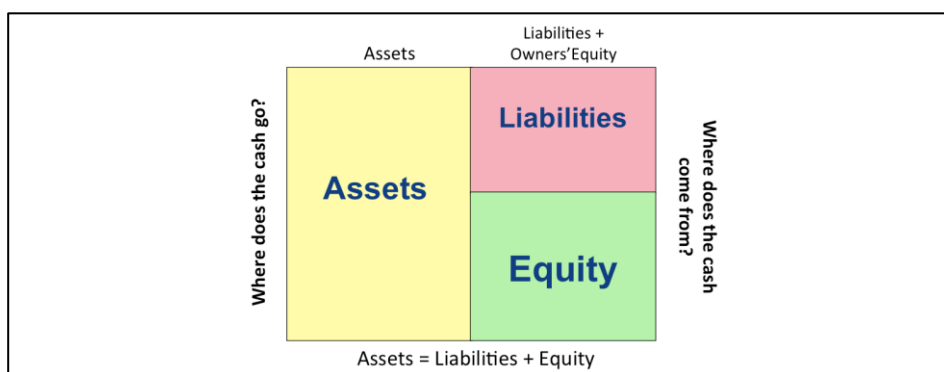 Assets
Liabilities +
Owners'Equity
Where does the cash go?
Assets
Liabilities
Equity
Where does the cash
come from?
Assets = Liabilities + Equity